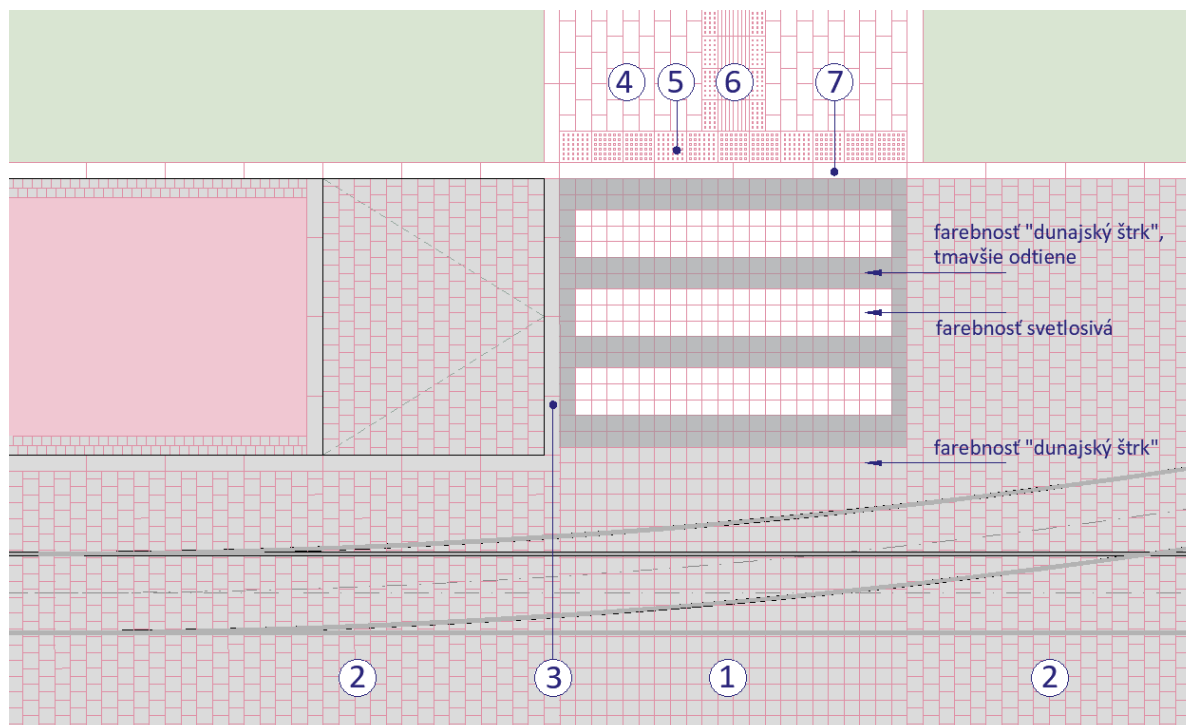 4
5
6
7
farebnosť "dunajský štrk",
tmavšie odtiene
farebnosť svetlosivá
farebnosť "dunajský štrk"
2
3
1
2